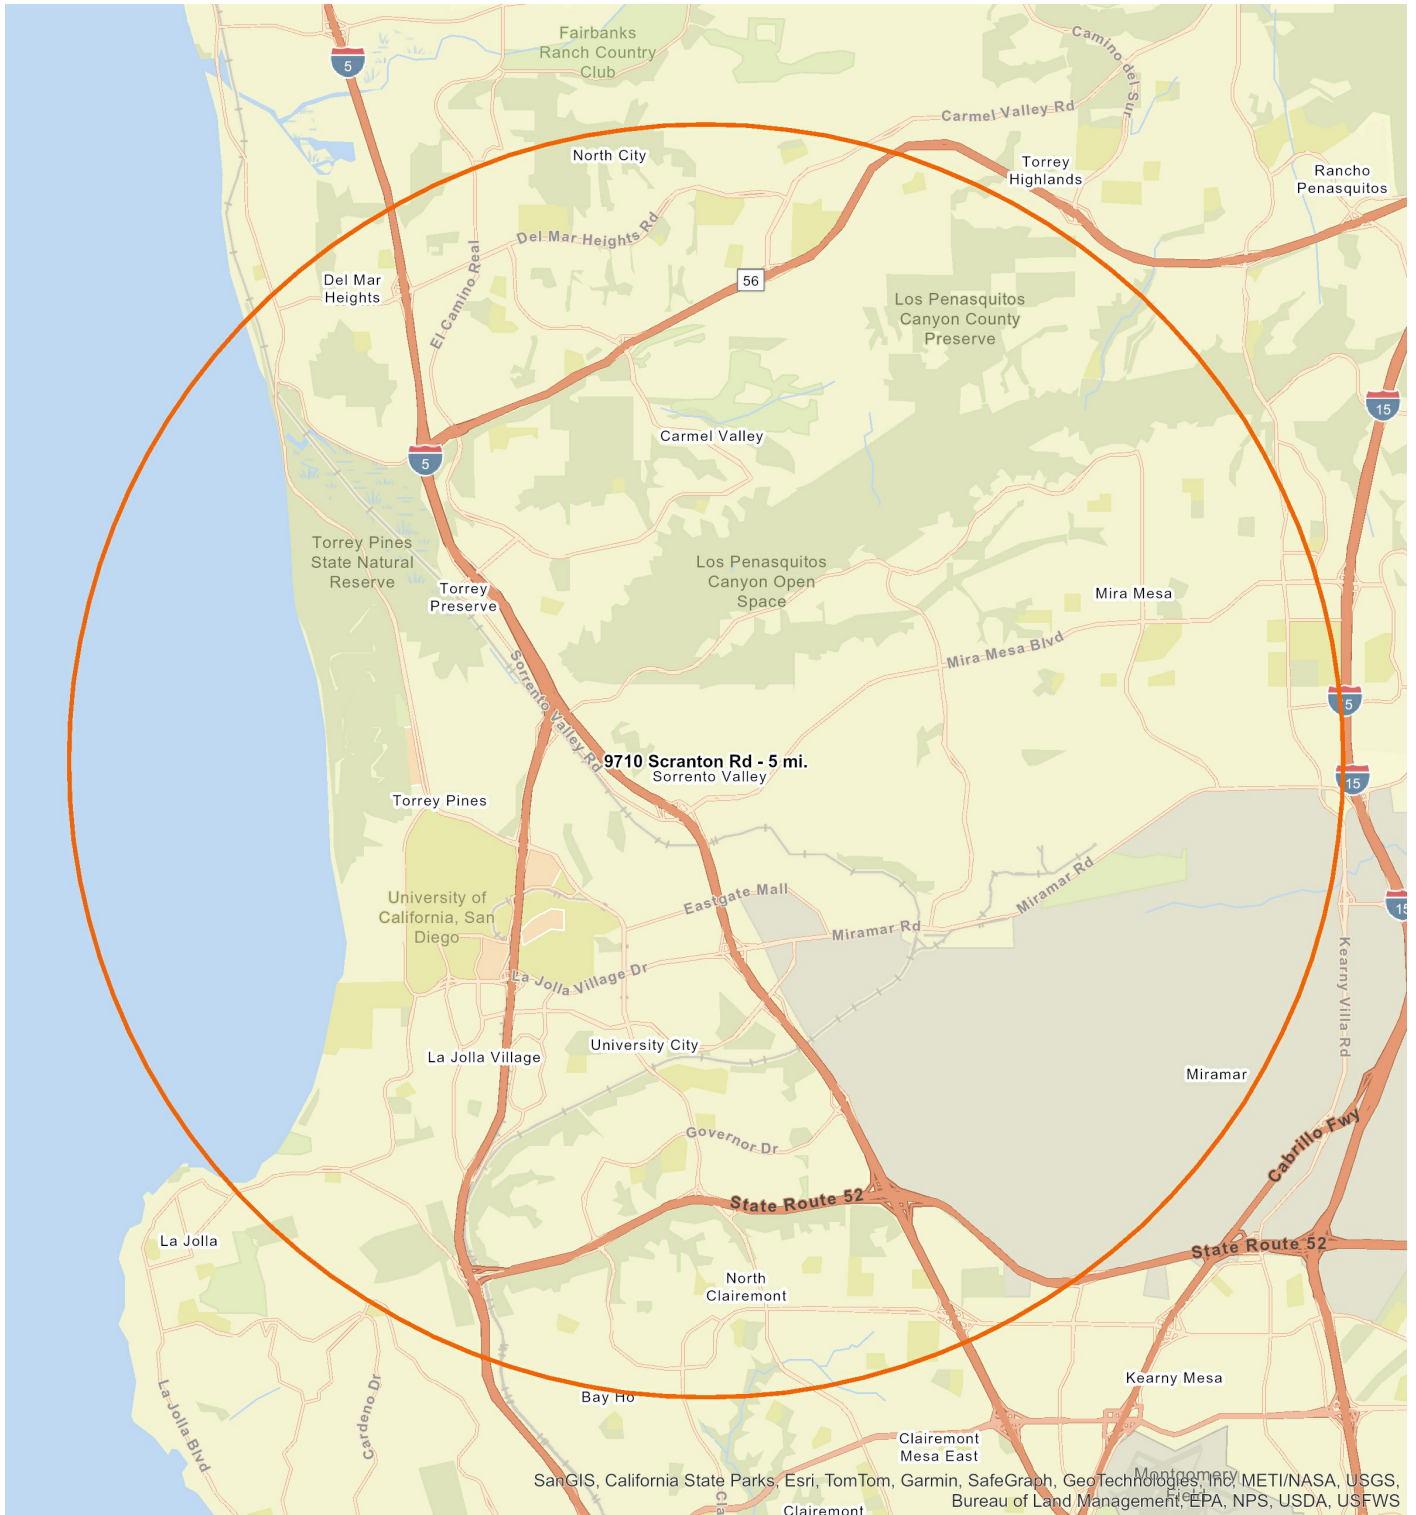 Fairbanks
Ranch Country
Club
5
Camino del Sur
Carmel Valley Rd
North City
Torrey
Highlands
Rancho
Penasquitos
Del Mar Heights Rd
El Camino Real
Del Mar
Heights
56
Los Penasquitos
Canyon County
Preserve
15
Carmel Valley
5
Torrey Pines
State Natural
Reserve
Los Penasquitos
Canyon Open
Space
Torrey
Preserve
Mira Mesa
Mira Mesa Blvd
Sorrento Valley Rd
15
9710 Scranton Rd - 5 mi.
Sorrento Valley
15
Torrey Pines
Miramar Rd
University of
California, San
Diego
Eastgate Mall
15
Miramar Rd
La Jolla Village Dr
Kearny Villa Rd
University City
La Jolla Village
Miramar
Governor Dr
Cabrillo Fwy
State Route 52
La Jolla
State Route 52
North
Clairemont
Kearny Mesa
Bay Ho
La Jolla Blvd
Cardeno Dr
Clairemont
Mesa East
Montgomery
Field
SanGIS, California State Parks, Esri, TomTom, Garmin, SafeGraph, GeoTechnologies, Inc, METI/NASA, USGS,
Bureau of Land Management, EPA, NPS, USDA, USFWS
Clairemont